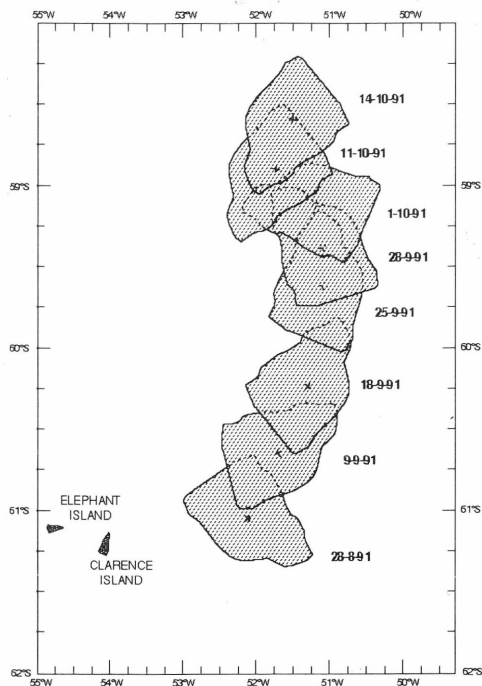 55°W 54°W 53°W 52°W 51°W 50°W
14-10-91
11-10-91
59°S 59°S
1-10-91
28-9-91
25-9-91
60°S 60°S
18-9-91
9-9-91
ELEPHANT
ISLAND
61°S 61°S
CLARENCE
ISLAND
28-8-91
62°S 62°S
55°W 54°W 53°W 52°W 51°W 50°W